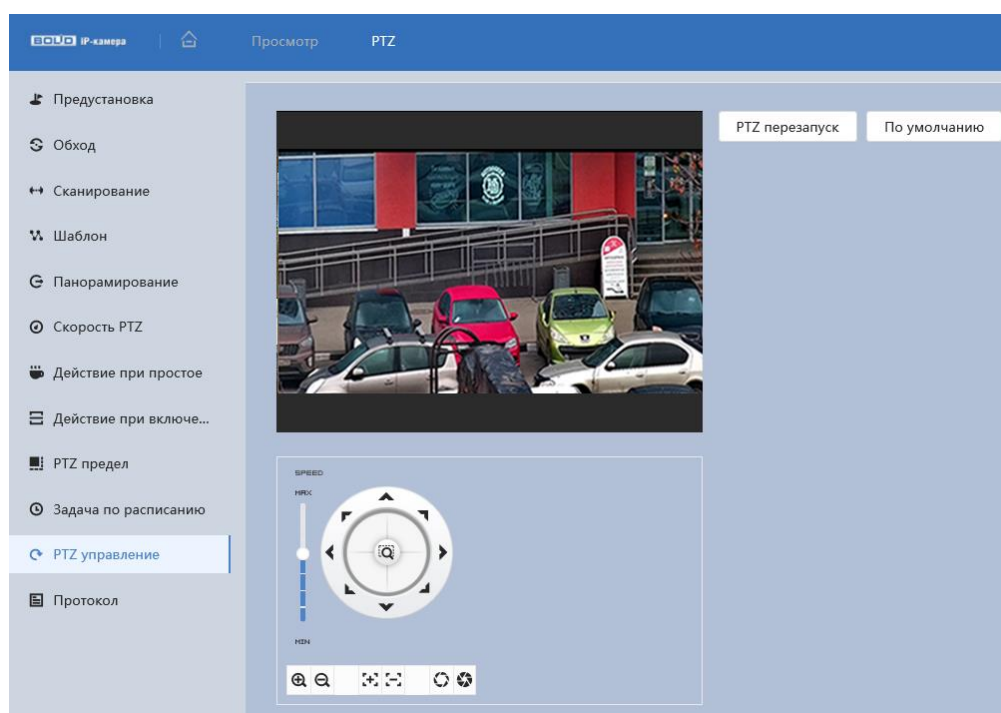 BOLID IP-камера
Просмотр
PTZ
Предустановка
Обход
Сканирование
Шаблон
Панорамирование
Скорость PTZ
Действие при простое
Действие при включе...
PTZ предел
Задача по расписанию
PTZ управление
Протокол
PTZ перезапуск
По умолчанию
SPEED
MAX
MIN